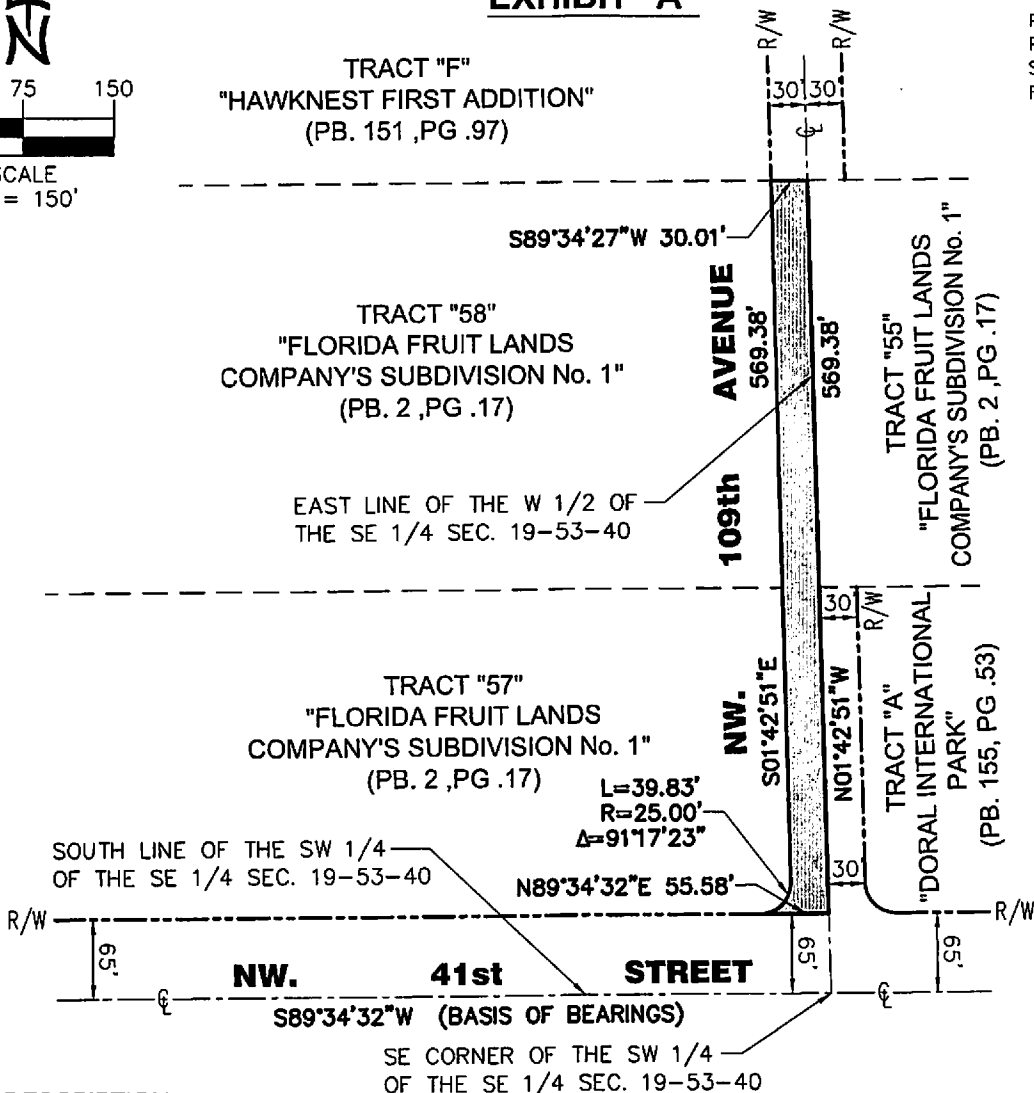 EXHIBIT "A"
N
75 150
SCALE
= 150'
TRACT "F"
"HAWKNEST FIRST ADDITION"
(PB. 151 ,PG .97)
R/W
R/W
30'
30'
℄
S89°34'27"W 30.01'
TRACT "58"
"FLORIDA FRUIT LANDS
COMPANY'S SUBDIVISION No. 1"
(PB. 2 ,PG .17)
NW. 109th AVENUE
569.38'
569.38'
TRACT "55"
"FLORIDA FRUIT LANDS
COMPANY'S SUBDIVISION No. 1"
(PB. 2 ,PG .17)
EAST LINE OF THE W 1/2 OF
THE SE 1/4 SEC. 19-53-40
30'
R/W
TRACT "57"
"FLORIDA FRUIT LANDS
COMPANY'S SUBDIVISION No. 1"
(PB. 2 ,PG .17)
S01°42'51"E
N01°42'51"W
TRACT "A"
"DORAL INTERNATIONAL
PARK"
(PB. 155, PG .53)
L=39.83'
R=25.00'
Δ=91°17'23"
SOUTH LINE OF THE SW 1/4
OF THE SE 1/4 SEC. 19-53-40
N89°34'32"E 55.58'
30'
R/W
R/W
65'
65'
65'
NW. 41st STREET
℄
℄
S89°34'32"W (BASIS OF BEARINGS)
SE CORNER OF THE SW 1/4
OF THE SE 1/4 SEC. 19-53-40